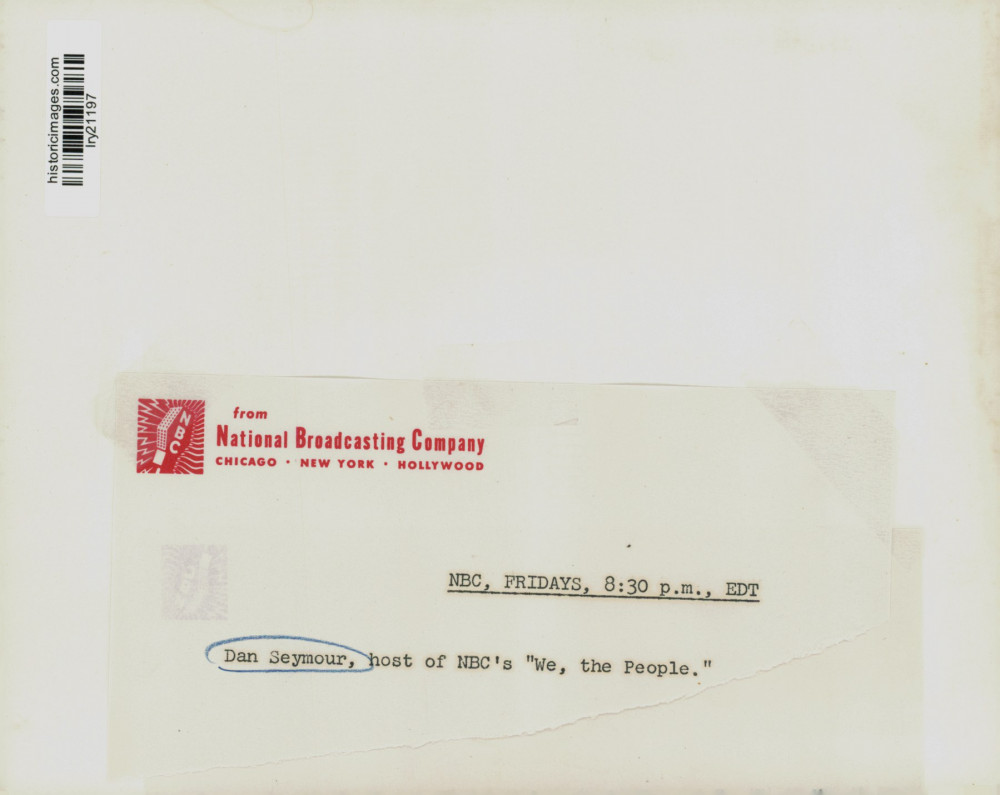 historicimages.com
lry21197
NBC
from
National Broadcasting Company
CHICAGO · NEW YORK · HOLLYWOOD
NBC, FRIDAYS, 8:30 p.m., EDT
Dan Seymour, host of NBC's "We, the People."